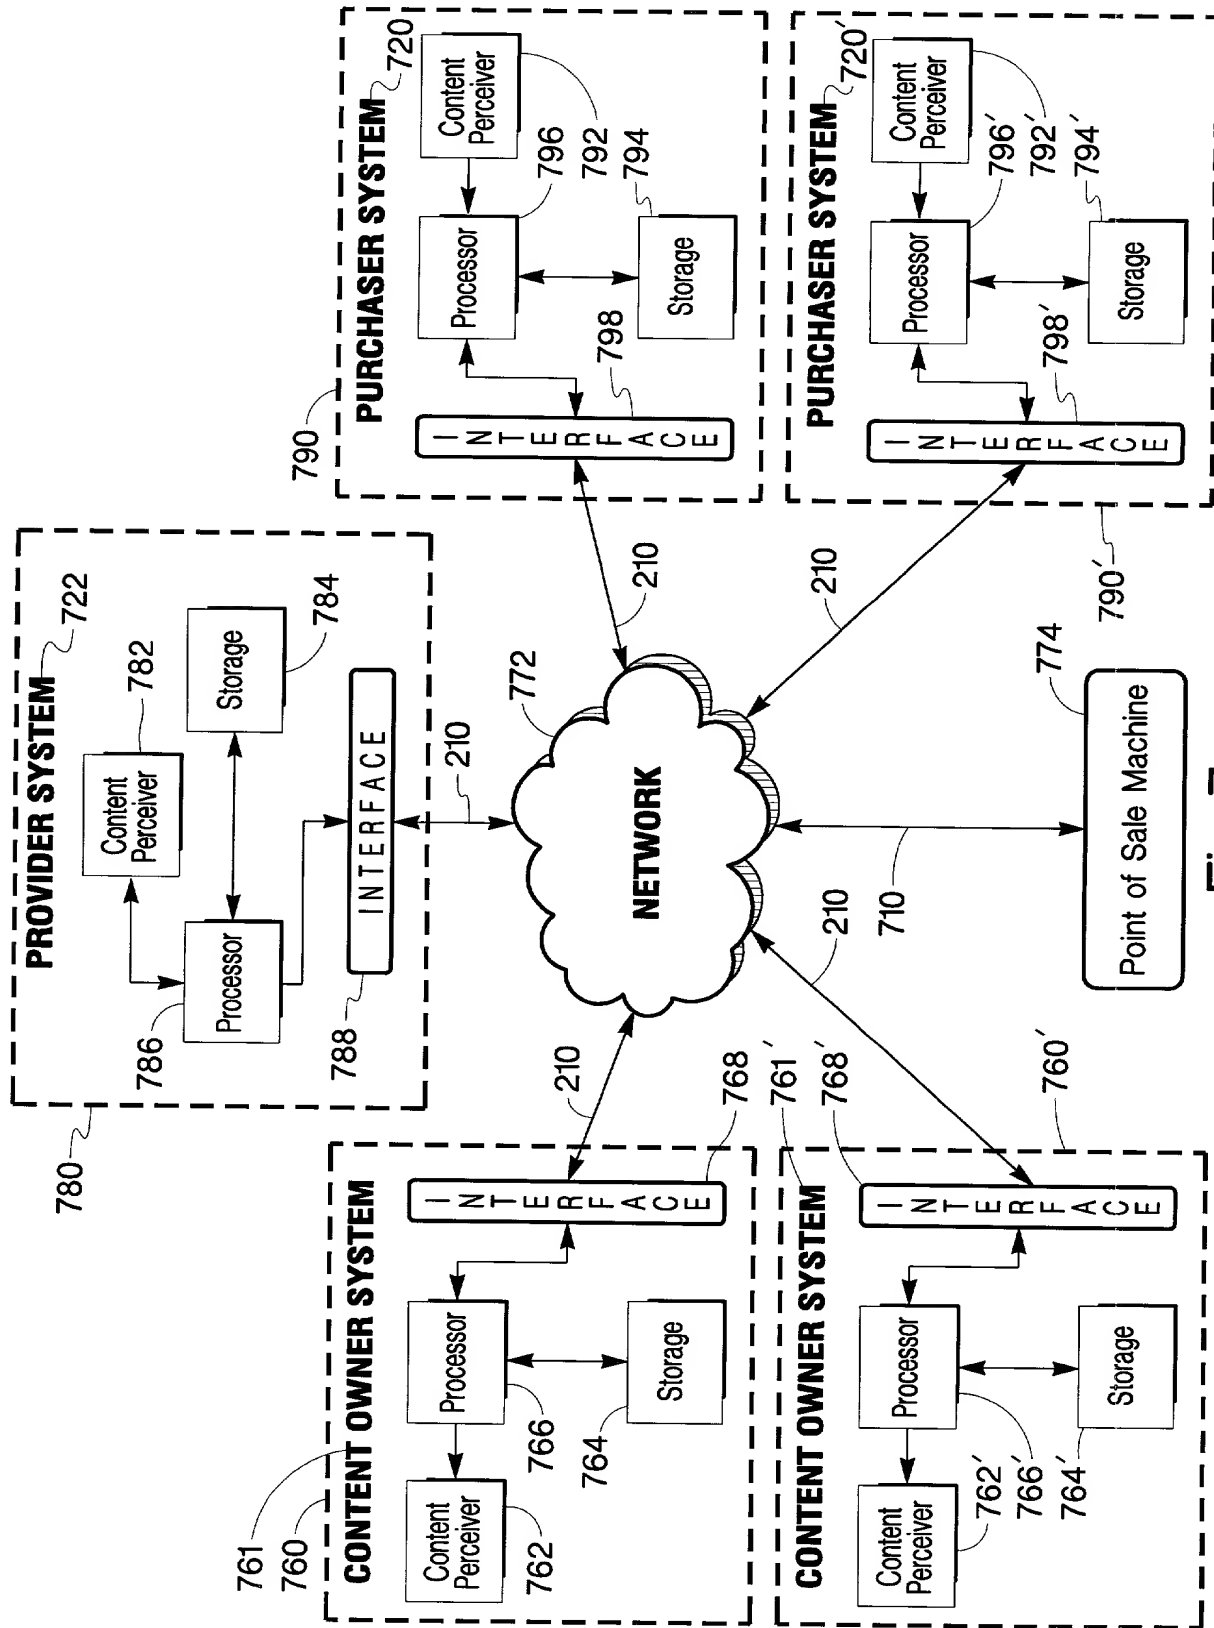 780
PROVIDER SYSTEM
722
Content
Perceiver
782
Processor
786
Storage
784
INTERFACE
788
210
761
760
CONTENT OWNER SYSTEM
Content
Perceiver
762
Processor
766
764
Storage
INTERFACE
768
210
NETWORK
772
210
790
PURCHASER SYSTEM
720
INTERFACE
798
Processor
796
Content
Perceiver
792
Storage
794
CONTENT OWNER SYSTEM
761'
768'
760'
Content
Perceiver
762'
Processor
766'
764'
Storage
INTERFACE
210
710
Point of Sale Machine
774
210
790'
PURCHASER SYSTEM
720'
INTERFACE
798'
Processor
796'
Content
Perceiver
792'
Storage
794'